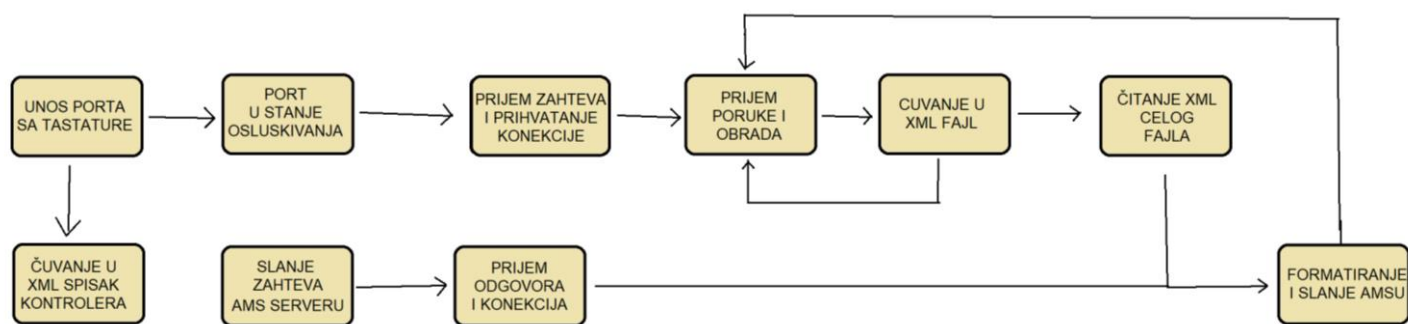 UNOS PORTA
SA TASTATURE
PORT
U STANJE
OSLUSKIVANJA
PRIJEM ZAHTEVA
I PRIHVATANJE
KONEKCIJE
PRIJEM
PORUKE I
OBRADA
CUVANJE U
XML FAJL
ČITANJE XML
CELOG
FAJLA
ČUVANJE U
XML SPISAK
KONTROLERA
SLANJE
ZAHTEVA
AMS SERVERU
PRIJEM
ODGOVORA
I KONEKCIJA
FORMATIRANJE
I SLANJE AMSU